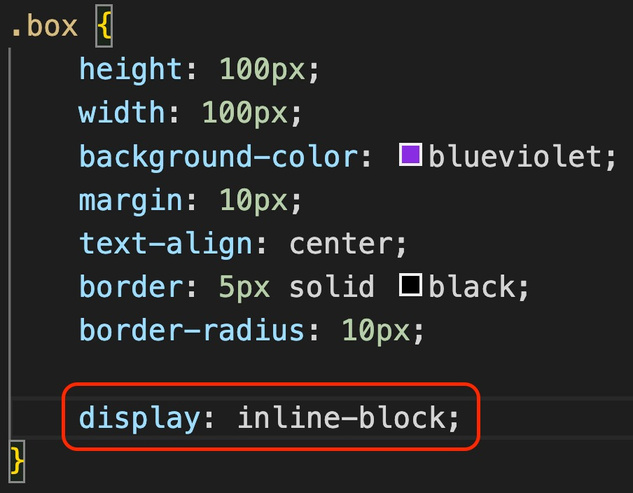 .box {
height: 100px;
width: 100px;
background-color: blueviolet;
margin: 10px;
text-align: center;
border: 5px solid black;
border-radius: 10px;
display: inline-block;
}